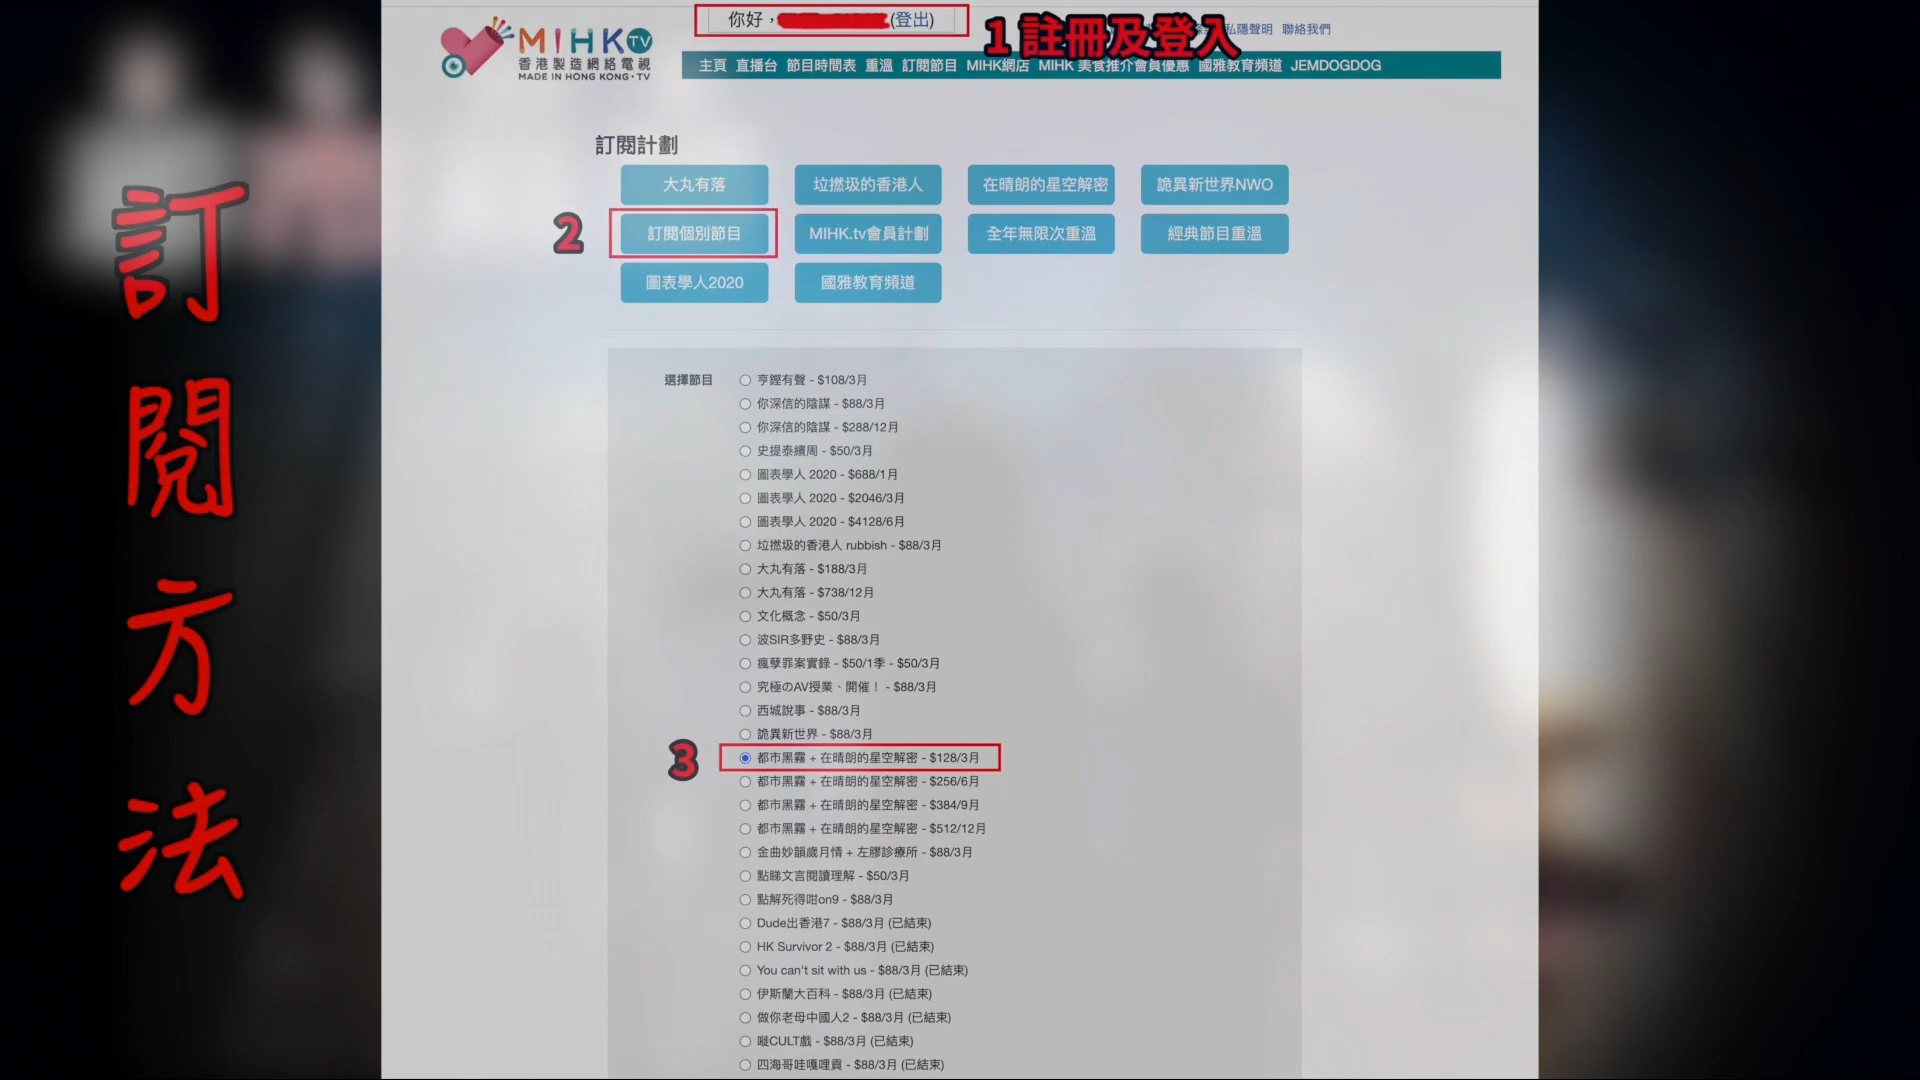 你好，
(登出)
1 註冊及登入
私隱聲明 聯絡我們
MIHK TV
香港製造網絡電視
MADE IN HONG KONG·TV
主頁 直播台 節目時間表 重溫 訂閱節目 MIHK網店 MIHK 美食推介會員優惠 國雅教育頻道 JEMDOGDOG
訂閱方法
訂閱計劃
大丸有落 垃撚圾的香港人 在晴朗的星空解密 詭異新世界NWO
2 訂閱個別節目 MIHK.tv會員計劃 全年無限次重溫 經典節目重溫
圖表學人2020 國雅教育頻道
選擇節目 亨鏗有聲 - $108/3月
你深信的陰謀 - $88/3月
你深信的陰謀 - $288/12月
史提泰續周 - $50/3月
圖表學人 2020 - $688/1月
圖表學人 2020 - $2046/3月
圖表學人 2020 - $4128/6月
垃撚圾的香港人 rubbish - $88/3月
大丸有落 - $188/3月
大丸有落 - $738/12月
文化概念 - $50/3月
波SIR多野史 - $88/3月
瘋孽罪案實錄 - $50/1季 - $50/3月
究極のAV授業、開催！ - $88/3月
西城說事 - $88/3月
詭異新世界 - $88/3月
3 都市黑霧 + 在晴朗的星空解密 - $128/3月
都市黑霧 + 在晴朗的星空解密 - $256/6月
都市黑霧 + 在晴朗的星空解密 - $384/9月
都市黑霧 + 在晴朗的星空解密 - $512/12月
金曲妙韻歲月情 + 左膠診療所 - $88/3月
點睇文言閱讀理解 - $50/3月
點解死得咁on9 - $88/3月
Dude出香港7 - $88/3月 (已結束)
HK Survivor 2 - $88/3月 (已結束)
You can't sit with us - $88/3月 (已結束)
伊斯蘭大百科 - $88/3月 (已結束)
做你老母中國人2 - $88/3月 (已結束)
嘥CULT戲 - $88/3月 (已結束)
四海哥哇嘎哩貢 - $88/3月 (已結束)